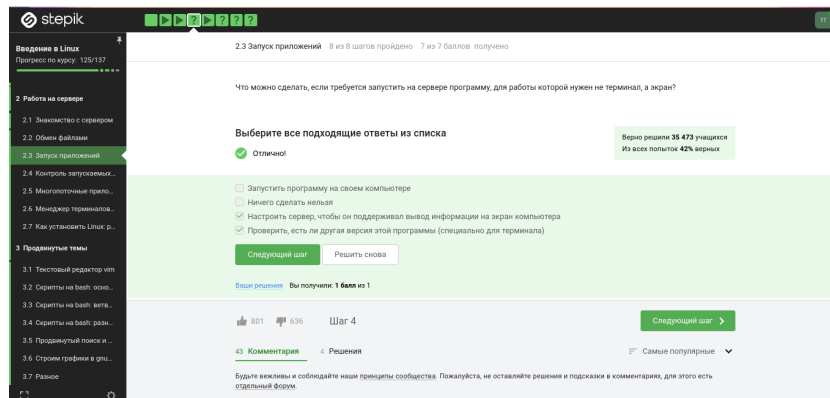 stepik
ТГ
Введение в Linux
Прогресс по курсу: 125/137
2 Работа на сервере
2.1 Знакомство с сервером
2.2 Обмен файлами
2.3 Запуск приложений
2.4 Контроль запускаемых...
2.5 Многопоточные прило...
2.6 Менеджер терминалов...
2.7 Как установить Linux: р...
3 Продвинутые темы
3.1 Текстовый редактор vim
3.2 Скрипты на bash: осно...
3.3 Скрипты на bash: ветв...
3.4 Скрипты на bash: разн...
3.5 Продвинутый поиск и ...
3.6 Строим графики в gnu...
3.7 Разное
2.3 Запуск приложений 8 из 8 шагов пройдено 7 из 7 баллов получено
Что можно сделать, если требуется запустить на сервере программу, для работы которой нужен не терминал, а экран?
Выберите все подходящие ответы из списка
Отлично!
Верно решили 35 473 учащихся
Из всех попыток 42% верных
Запустить программу на своем компьютере
Ничего сделать нельзя
Настроить сервер, чтобы он поддерживал вывод информации на экран компьютера
Проверить, есть ли другая версия этой программы (специально для терминала)
Следующий шаг Решить снова
Ваши решения Вы получили: 1 балл из 1
801 636 Шаг 4 Следующий шаг
43 Комментария 4 Решения Самые популярные
Будьте вежливы и соблюдайте наши принципы сообщества. Пожалуйста, не оставляйте решения и подсказки в комментариях, для этого есть
отдельный форум.